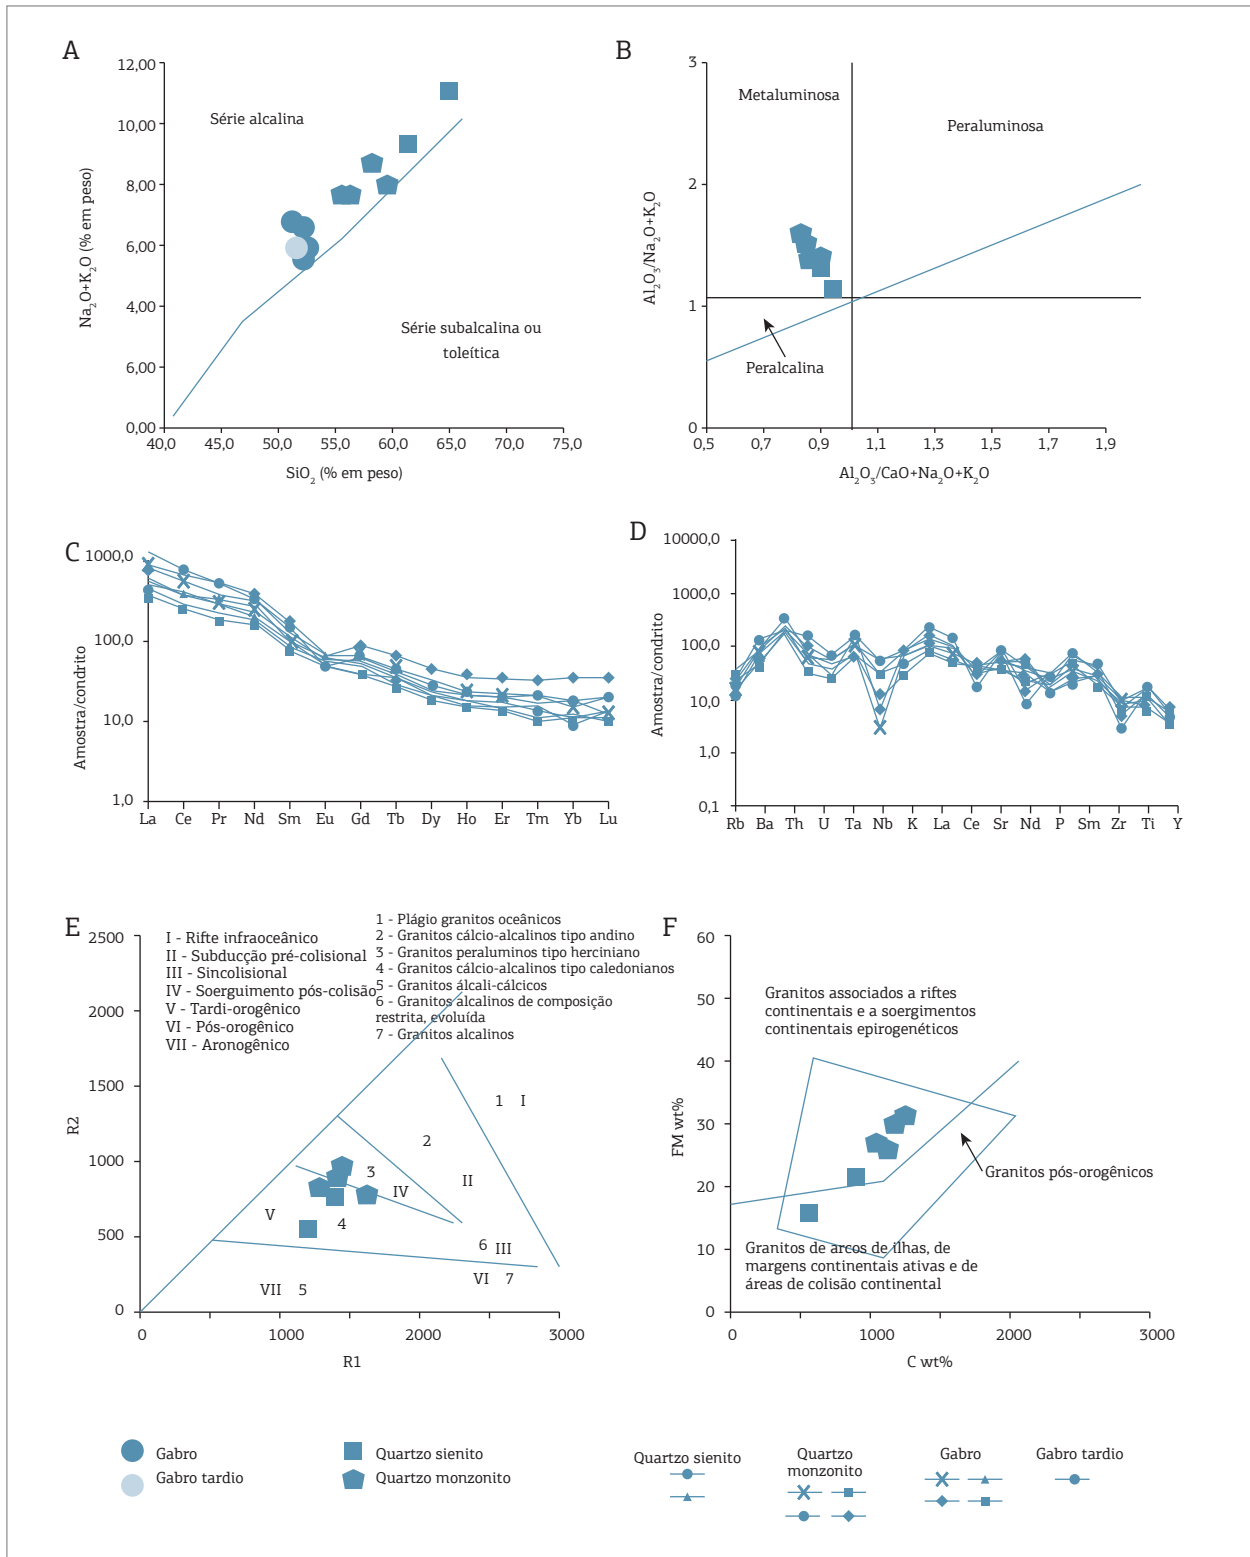 A
12,00
10,00
8,00
6,00
4,00
6,00
0,00
Na2O+K2O (% em peso)
Série alcalina
Série subalcalina ou
toleítica
40,0 45,0 50,0 55,0 60,0 65,0 70,0 75,0
SiO2 (% em peso)
B
3
2
1
0
Al2O3/Na2O+K2O
Metaluminosa
Peraluminosa
Peralcalina
0,5 0,7 0,9 1,1 1,3 1,5 1,7 1,9
Al2O3/CaO+Na2O+K2O
C
1000,0
100,0
10,0
1,0
Amostra/condrito
La Ce Pr Nd Sm Eu Gd Tb Dy Ho Er Tm Yb Lu
D
10000,0
1000,0
100,0
10,0
1,0
0,1
Amostra/condrito
Rb Ba Th U Ta Nb K La Ce Sr Nd P Sm Zr Ti Y
E
2500
2000
1500
1000
500
0
R2
I - Rifte infraoceânico
II - Subducção pré-colisional
III - Sincolisional
IV - Soerguimento pós-colisão
V - Tardi-orogênico
VI - Pós-orogênico
VII - Aronogênico
1 - Plágio granitos oceânicos
2 - Granitos cálcio-alcalinos tipo andino
3 - Granitos peraluminos tipo herciniano
4 - Granitos cálcio-alcalinos tipo caledonianos
5 - Granitos álcali-cálcicos
6 - Granitos alcalinos de composição
restrita, evoluída
7 - Granitos alcalinos
1 I
2
3
II
IV
V
4
6 III
VI 7
VII 5
0 1000 2000 3000
R1
F
60
50
40
30
20
10
0
FM wt%
Granitos associados a riftes
continentais e a soergimentos
continentais epirogenéticos
Granitos pós-orogênicos
Granitos de arcos de ilhas, de
margens continentais ativas e de
áreas de colisão continental
0 1000 2000 3000
C wt%
Gabro
Gabro tardio
Quartzo sienito
Quartzo monzonito
Quartzo sienito
Quartzo
monzonito
Gabro
Gabro tardio